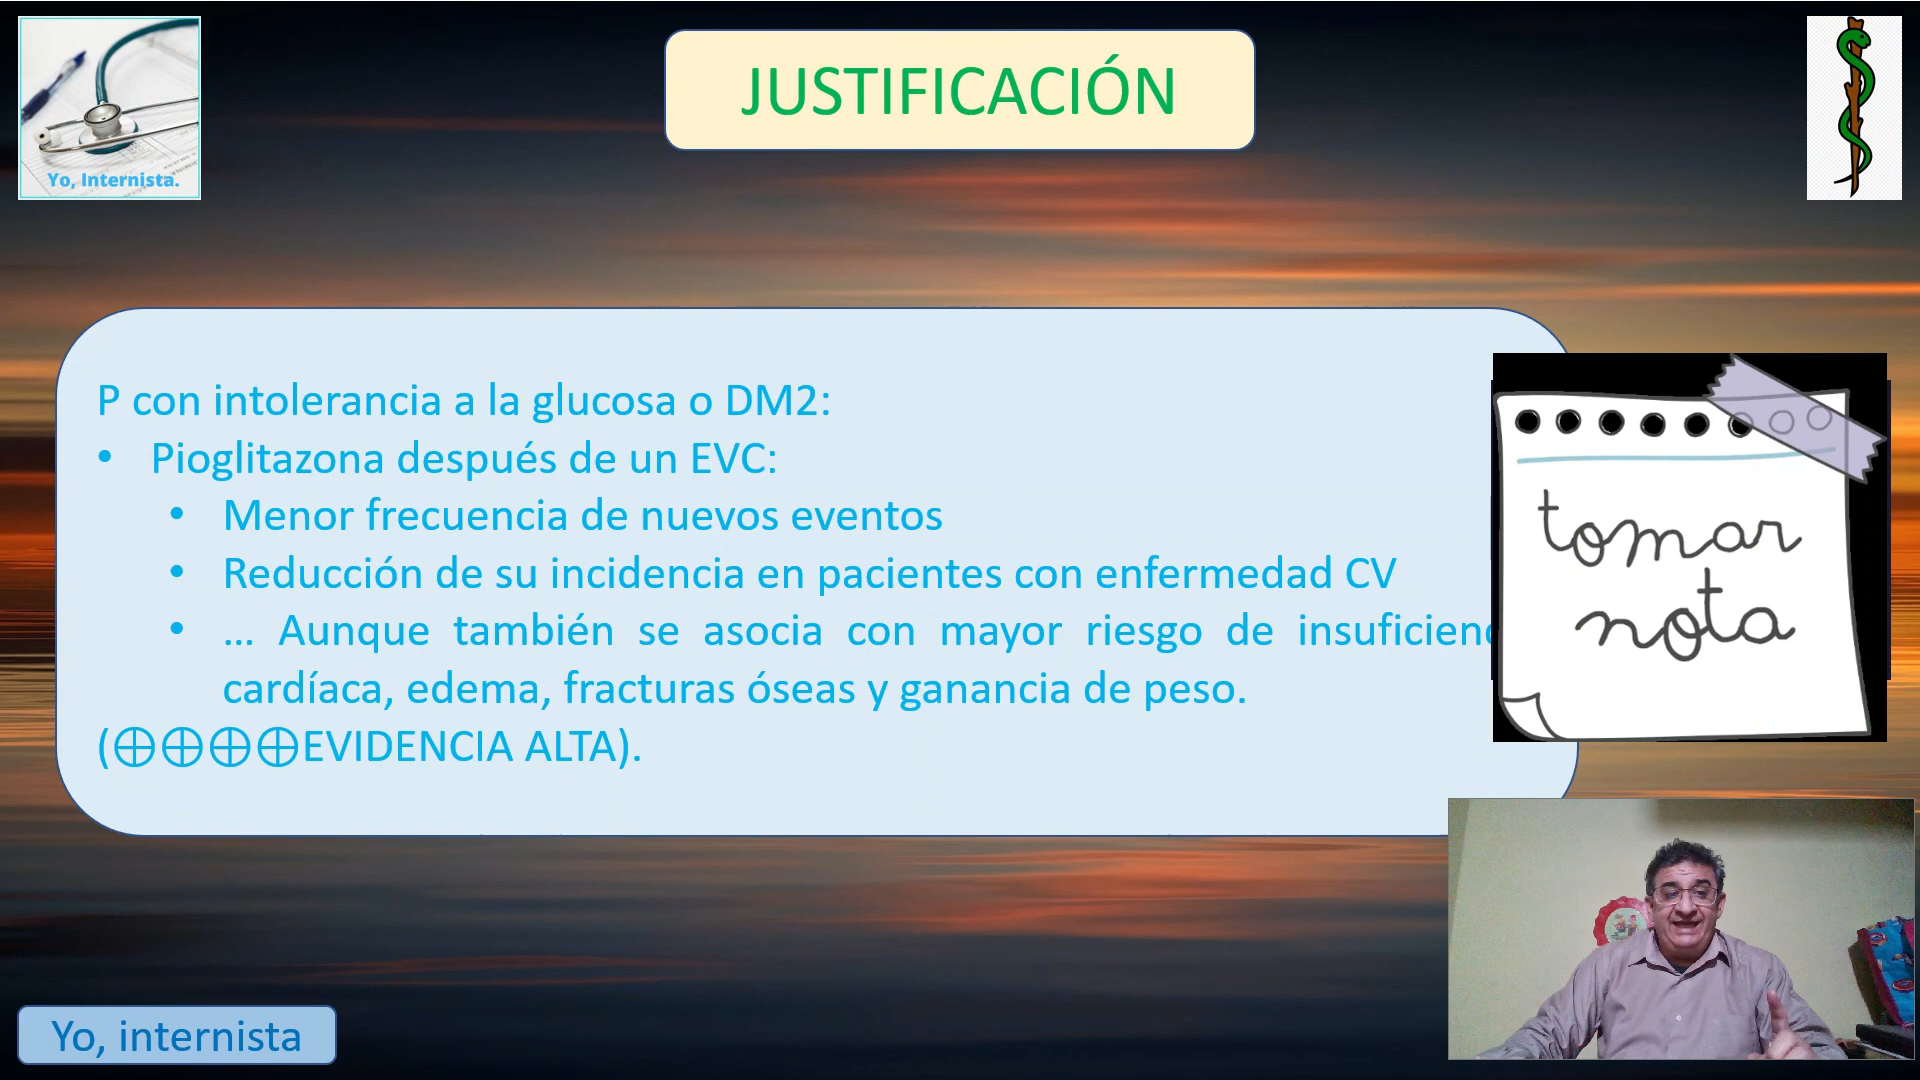 Yo, Internista.
JUSTIFICACIÓN
P con intolerancia a la glucosa o DM2:
• Pioglitazona después de un EVC:
• Menor frecuencia de nuevos eventos
• Reducción de su incidencia en pacientes con enfermedad CV
• ... Aunque también se asocia con mayor riesgo de
cardíaca, edema, fracturas óseas y ganancia de peso.
(⊕⊕⊕⊕EVIDENCIA ALTA).
tomar
nota
Yo, internista